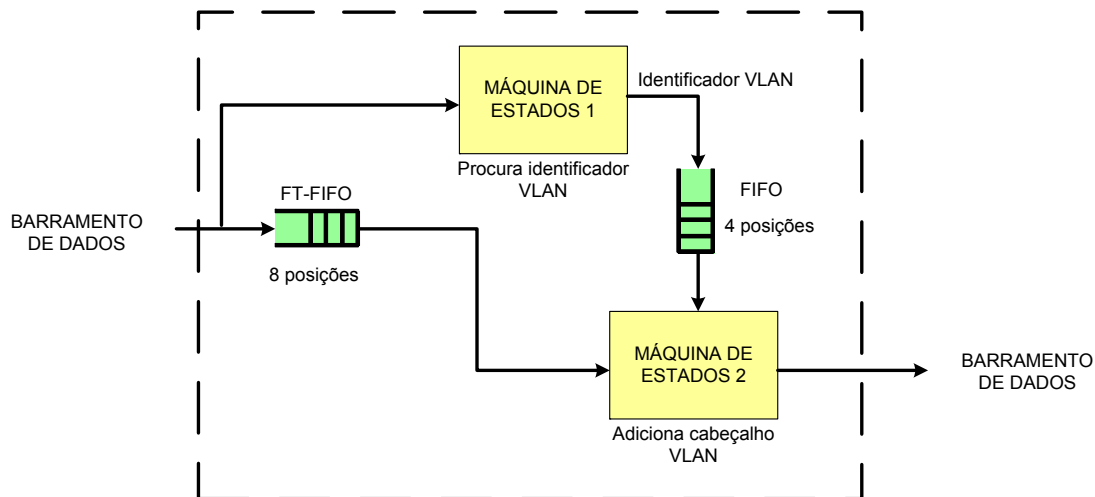 MÁQUINA DE
ESTADOS 1
Identificador VLAN
Procura identificador
VLAN
FT-FIFO
FIFO
4 posições
BARRAMENTO
DE DADOS
8 posições
MÁQUINA DE
ESTADOS 2
BARRAMENTO
DE DADOS
Adiciona cabeçalho
VLAN